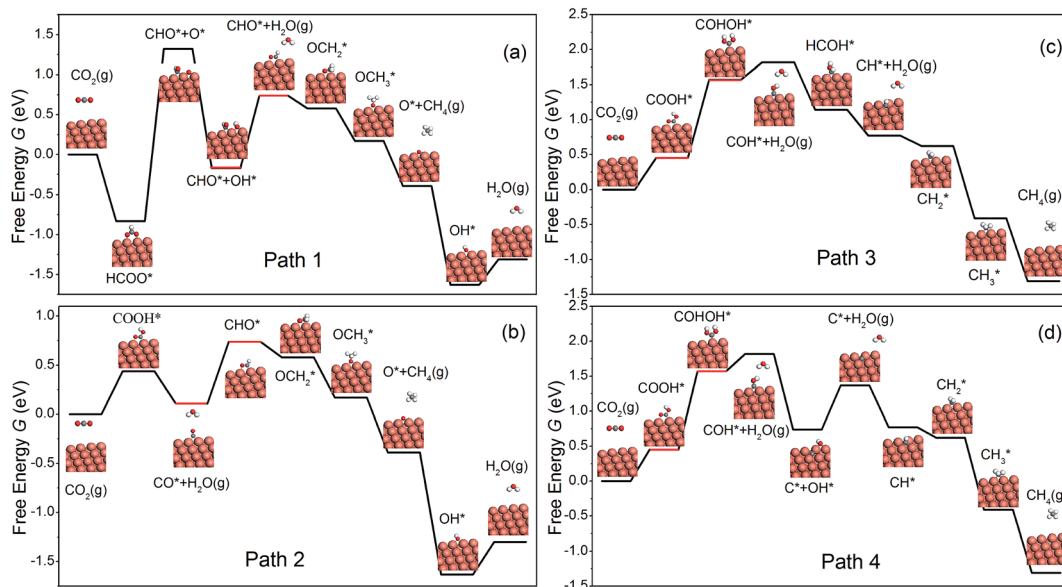 (a)
Free Energy G (eV)
1.5
1.0
0.5
0.0
-0.5
-1.0
-1.5
CO2(g)
HCOO*
CHO*+O*
CHO*+OH*
CHO*+H2O(g)
OCH2*
OCH3*
O*+CH4(g)
OH*
H2O(g)
Path 1
(b)
Free Energy G (eV)
1.0
0.5
0.0
-0.5
-1.0
-1.5
CO2(g)
COOH*
CO*+H2O(g)
CHO*
OCH2*
OCH3*
O*+CH4(g)
OH*
H2O(g)
Path 2
(c)
Free Energy G (eV)
2.5
2.0
1.5
1.0
0.5
0.0
-0.5
-1.0
-1.5
CO2(g)
COOH*
COHOH*
COH*+H2O(g)
HCOH*
CH*+H2O(g)
CH2*
CH3*
CH4(g)
Path 3
(d)
Free Energy G (eV)
2.5
2.0
1.5
1.0
0.5
0.0
-0.5
-1.0
-1.5
CO2(g)
COOH*
COHOH*
COH*+H2O(g)
C*+OH*
C*+H2O(g)
CH*
CH2*
CH3*
CH4(g)
Path 4